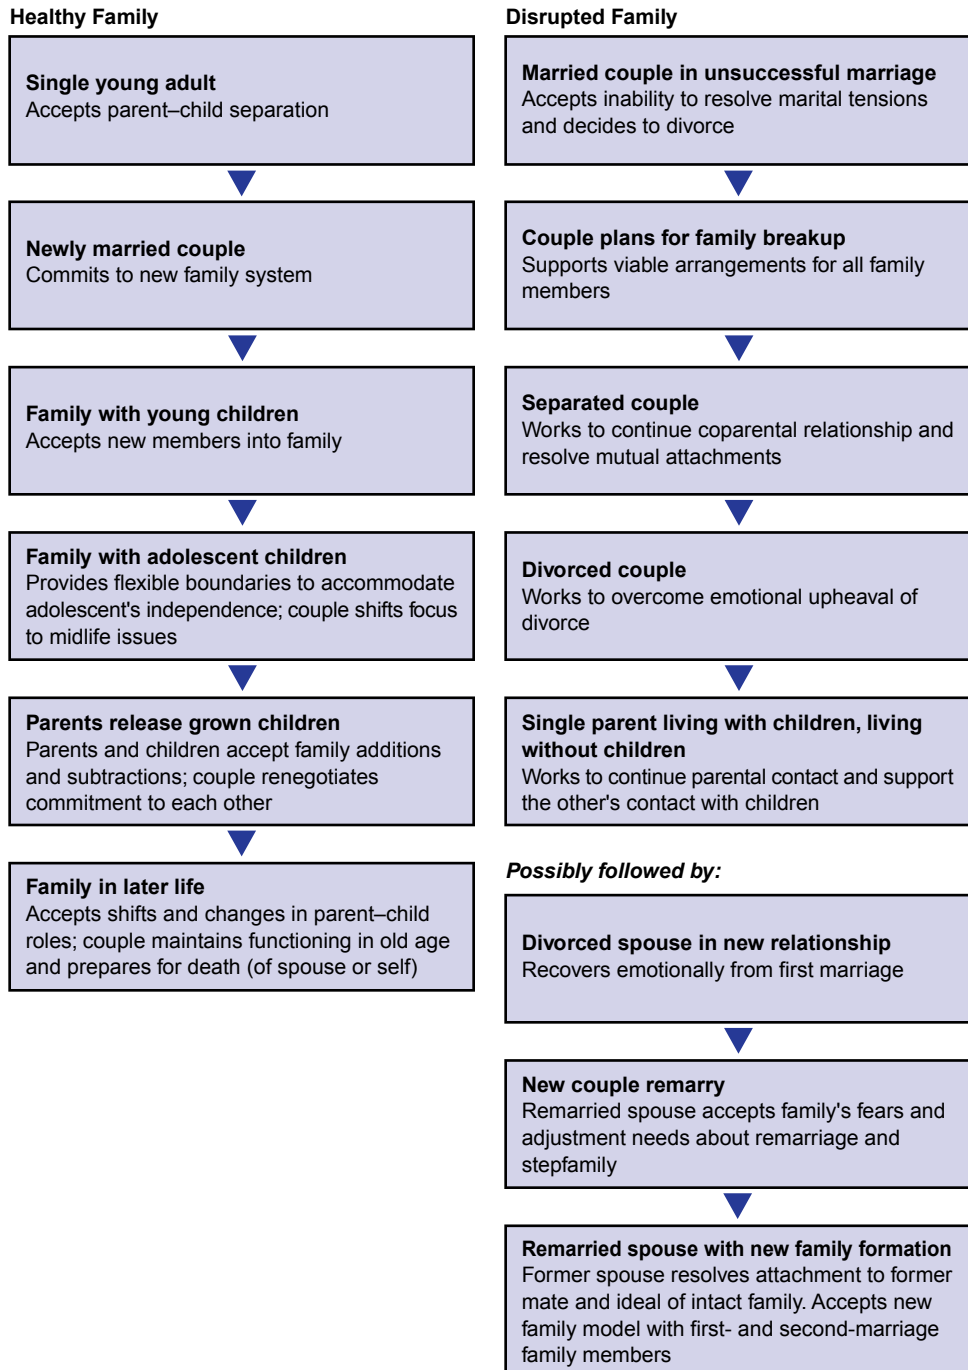 Healthy Family
Single young adult
Accepts parent–child separation
Newly married couple
Commits to new family system
Family with young children
Accepts new members into family
Family with adolescent children
Provides flexible boundaries to accommodate
adolescent's independence; couple shifts focus
to midlife issues
Parents release grown children
Parents and children accept family additions
and subtractions; couple renegotiates
commitment to each other
Family in later life
Accepts shifts and changes in parent–child
roles; couple maintains functioning in old age
and prepares for death (of spouse or self)
Disrupted Family
Married couple in unsuccessful marriage
Accepts inability to resolve marital tensions
and decides to divorce
Couple plans for family breakup
Supports viable arrangements for all family
members
Separated couple
Works to continue coparental relationship and
resolve mutual attachments
Divorced couple
Works to overcome emotional upheaval of
divorce
Single parent living with children, living
without children
Works to continue parental contact and support
the other's contact with children
Possibly followed by:
Divorced spouse in new relationship
Recovers emotionally from first marriage
New couple remarry
Remarried spouse accepts family's fears and
adjustment needs about remarriage and
stepfamily
Remarried spouse with new family formation
Former spouse resolves attachment to former
mate and ideal of intact family. Accepts new
family model with first- and second-marriage
family members